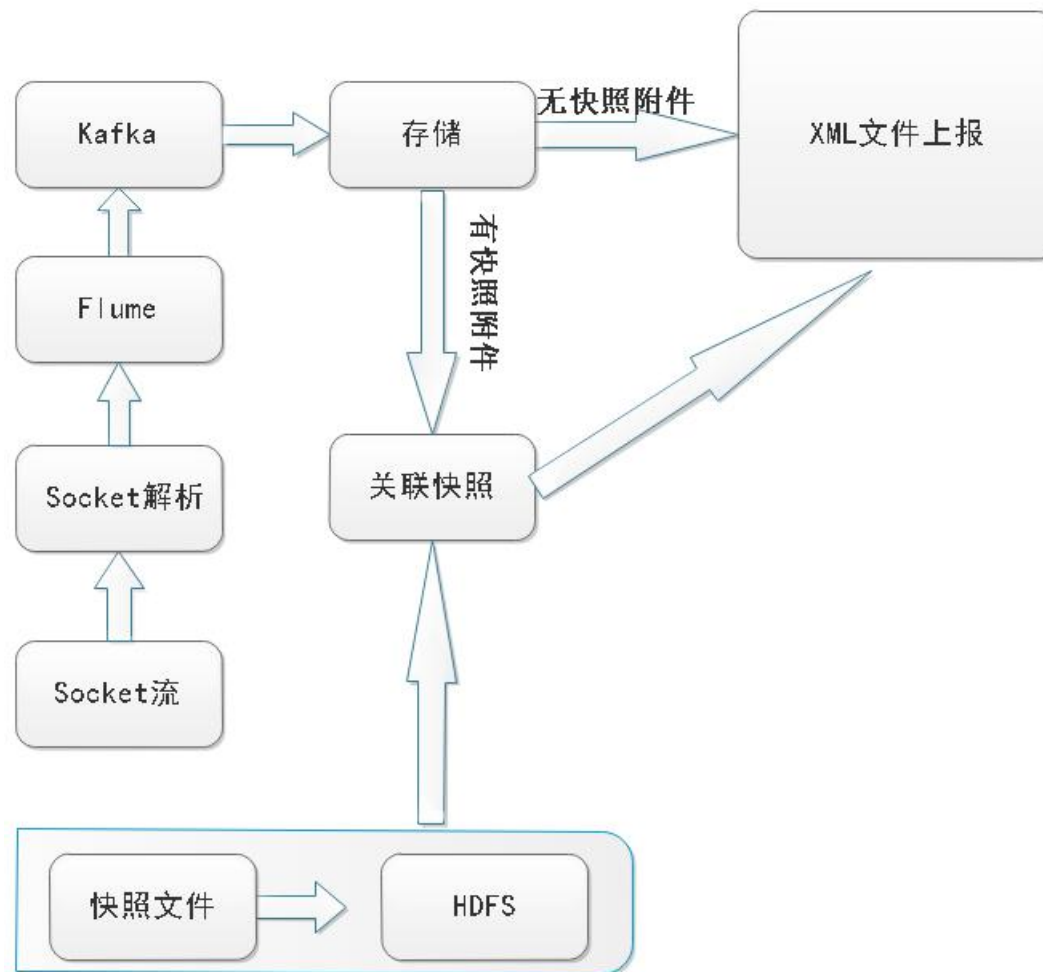 Kafka
存储
无快照附件
XML文件上报
Flume
有快照附件
Socket解析
关联快照
Socket流
快照文件
HDFS